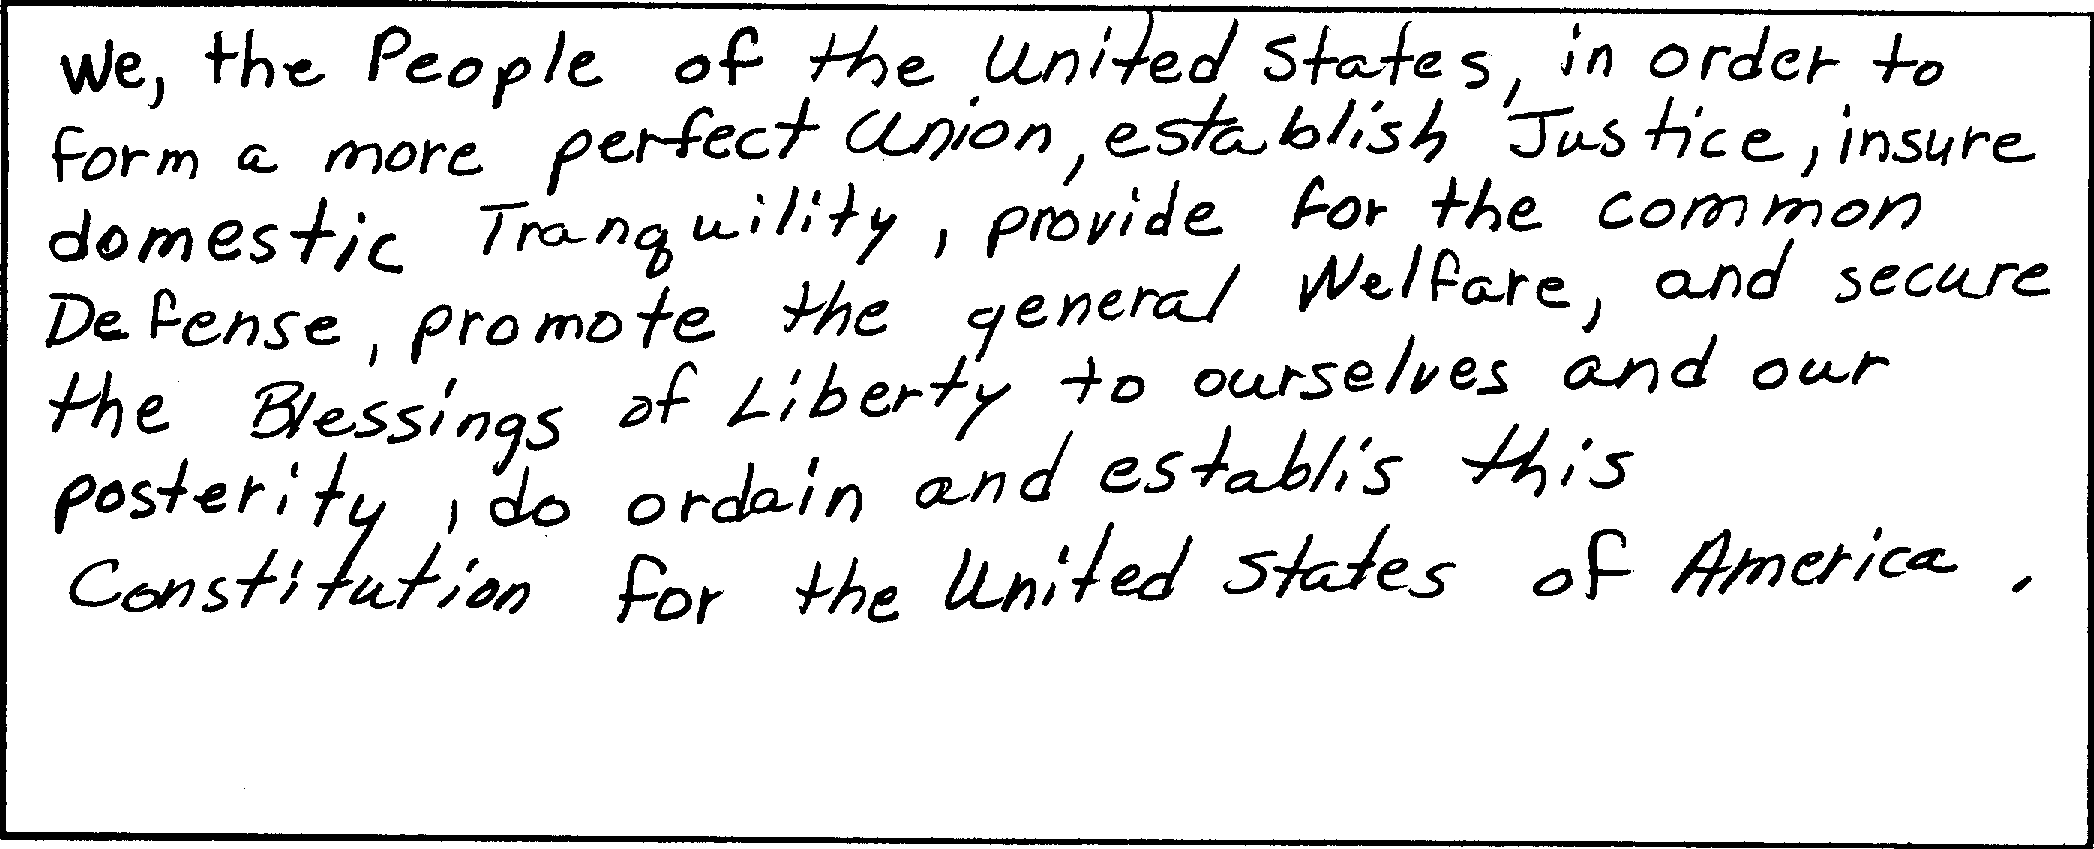 We, the People of the United States, in order to
form a more perfect Union, establish Justice, insure
domestic Tranquility, provide for the common
Defense, promote the general Welfare, and secure
the Blessings of Liberty to ourselves and our
posterity, do ordain and establis this
Constitution for the United States of America.